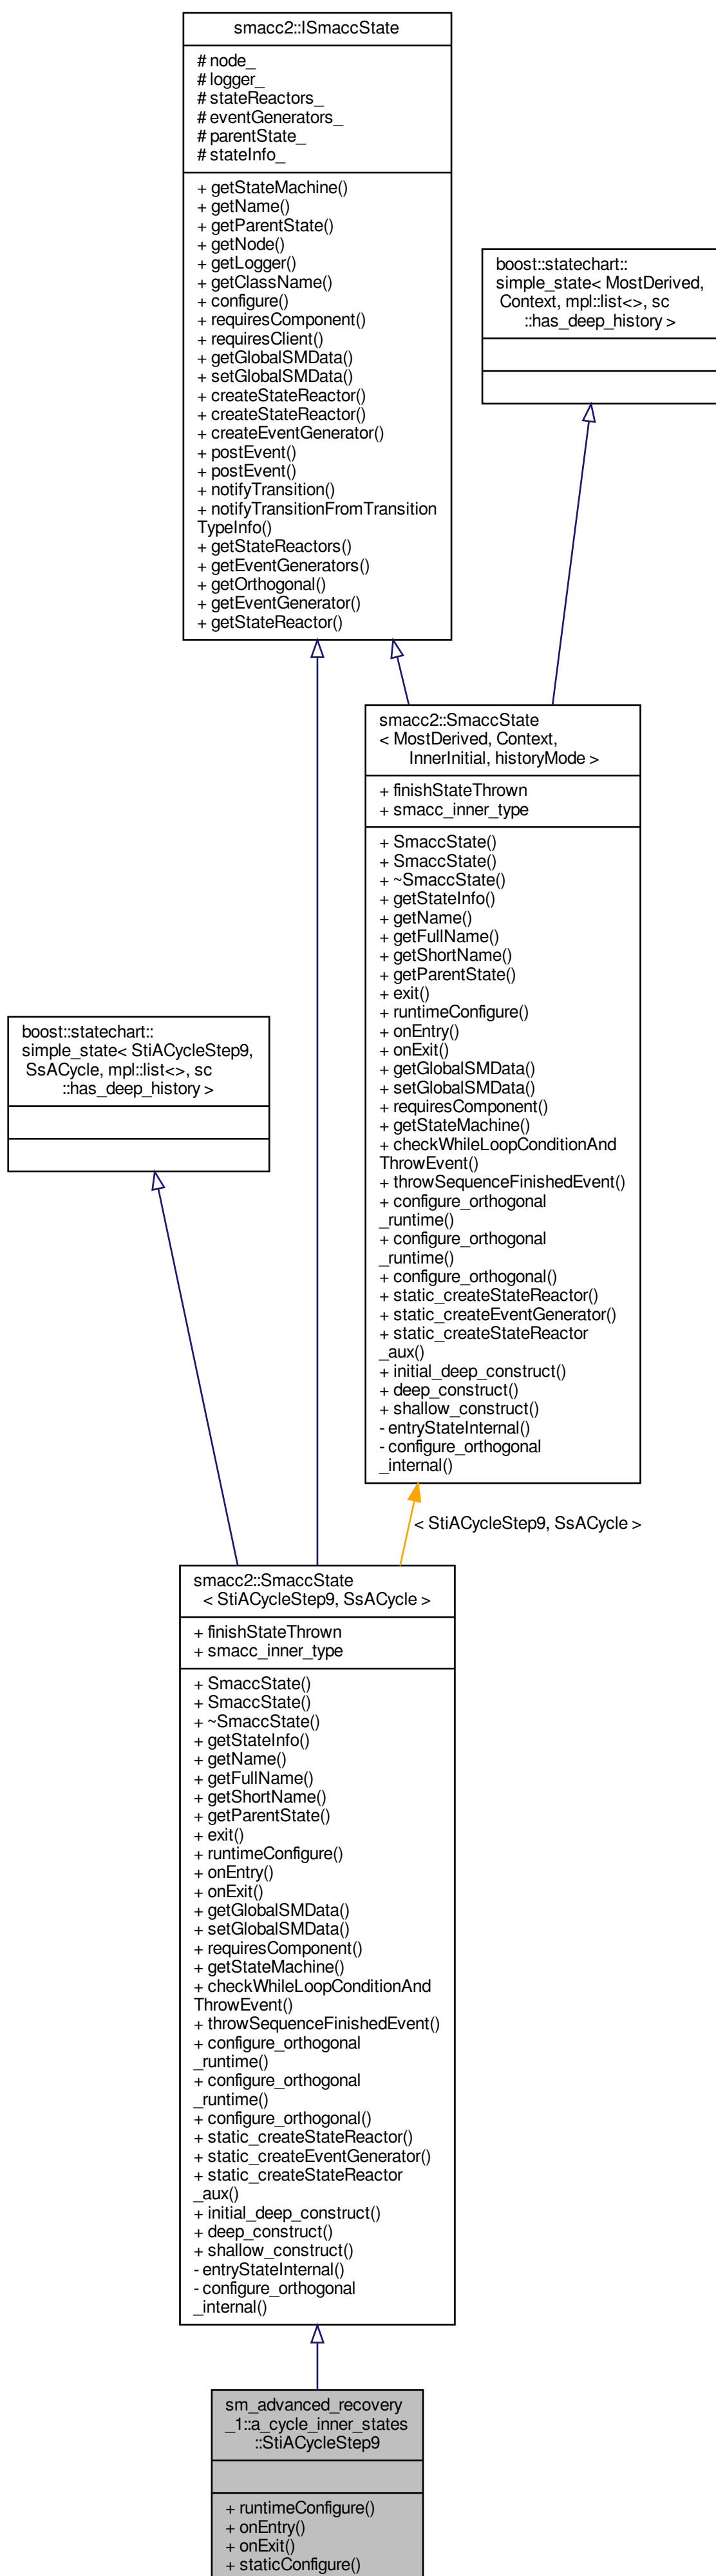 smacc2::ISmaccState
# node_
# logger_
# stateReactors_
# eventGenerators_
# parentState_
# stateInfo_
+ getStateMachine()
+ getName()
+ getParentState()
+ getNode()
+ getLogger()
+ getClassName()
+ configure()
+ requiresComponent()
+ requiresClient()
+ getGlobalSMData()
+ setGlobalSMData()
+ createStateReactor()
+ createStateReactor()
+ createEventGenerator()
+ postEvent()
+ postEvent()
+ notifyTransition()
+ notifyTransitionFromTransition
TypeInfo()
+ getStateReactors()
+ getEventGenerators()
+ getOrthogonal()
+ getEventGenerator()
+ getStateReactor()
boost::statechart::
simple_state< MostDerived,
Context, mpl::list<>, sc
::has_deep_history >
smacc2::SmaccState
< MostDerived, Context,
InnerInitial, historyMode >
+ finishStateThrown
+ smacc_inner_type
+ SmaccState()
+ SmaccState()
+ ~SmaccState()
+ getStateInfo()
+ getName()
+ getFullName()
+ getShortName()
+ getParentState()
+ exit()
+ runtimeConfigure()
+ onEntry()
+ onExit()
+ getGlobalSMData()
+ setGlobalSMData()
+ requiresComponent()
+ getStateMachine()
+ checkWhileLoopConditionAnd
ThrowEvent()
+ throwSequenceFinishedEvent()
+ configure_orthogonal
_runtime()
+ configure_orthogonal
_runtime()
+ configure_orthogonal()
+ static_createStateReactor()
+ static_createEventGenerator()
+ static_createStateReactor
_aux()
+ initial_deep_construct()
+ deep_construct()
+ shallow_construct()
- entryStateInternal()
- configure_orthogonal
_internal()
boost::statechart::
simple_state< StiACycleStep9,
SsACycle, mpl::list<>, sc
::has_deep_history >
< StiACycleStep9, SsACycle >
smacc2::SmaccState
< StiACycleStep9, SsACycle >
+ finishStateThrown
+ smacc_inner_type
+ SmaccState()
+ SmaccState()
+ ~SmaccState()
+ getStateInfo()
+ getName()
+ getFullName()
+ getShortName()
+ getParentState()
+ exit()
+ runtimeConfigure()
+ onEntry()
+ onExit()
+ getGlobalSMData()
+ setGlobalSMData()
+ requiresComponent()
+ getStateMachine()
+ checkWhileLoopConditionAnd
ThrowEvent()
+ throwSequenceFinishedEvent()
+ configure_orthogonal
_runtime()
+ configure_orthogonal
_runtime()
+ configure_orthogonal()
+ static_createStateReactor()
+ static_createEventGenerator()
+ static_createStateReactor
_aux()
+ initial_deep_construct()
+ deep_construct()
+ shallow_construct()
- entryStateInternal()
- configure_orthogonal
_internal()
sm_advanced_recovery
_1::a_cycle_inner_states
::StiACycleStep9
+ runtimeConfigure()
+ onEntry()
+ onExit()
+ staticConfigure()